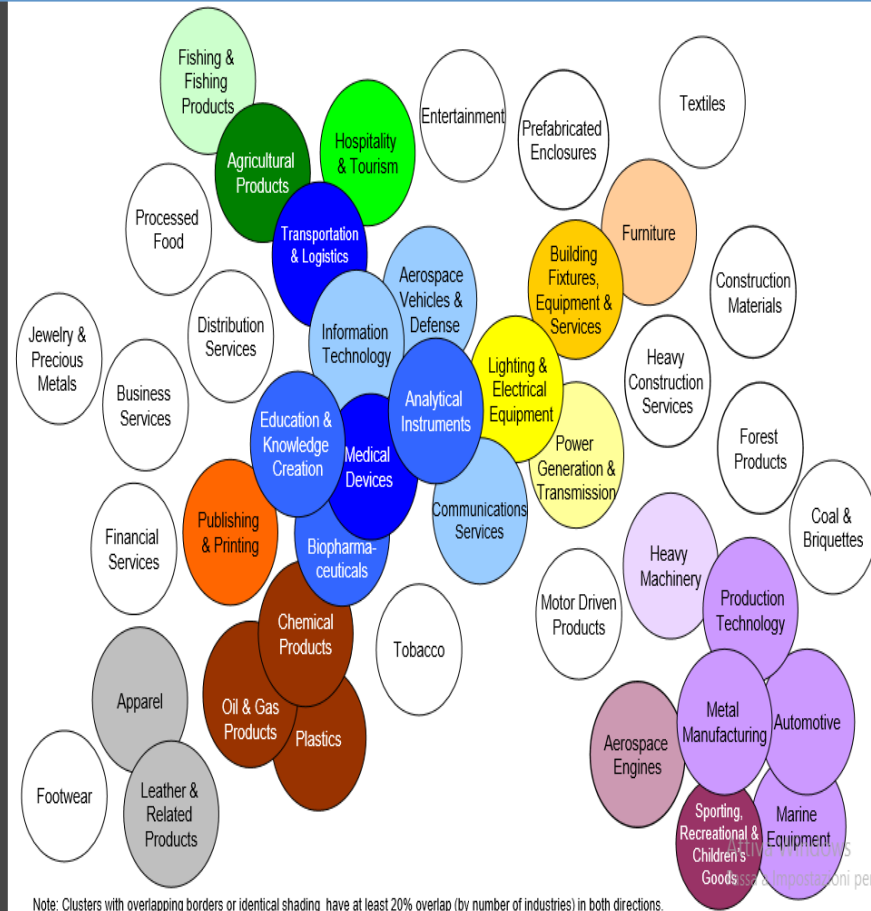 Fishing &
Fishing
Products
Entertainment
Textiles
Prefabricated
Enclosures
Hospitality
& Tourism
Agricultural
Products
Processed
Food
Transportation
& Logistics
Furniture
Building
Fixtures,
Equipment &
Services
Aerospace
Vehicles &
Defense
Construction
Materials
Distribution
Services
Information
Technology
Jewelry &
Precious
Metals
Lighting &
Electrical
Equipment
Heavy
Construction
Services
Business
Services
Analytical
Instruments
Education &
Knowledge
Creation
Medical
Devices
Power
Generation &
Transmission
Forest
Products
Communications
Services
Coal &
Briquettes
Publishing
& Printing
Financial
Services
Biopharma-
ceuticals
Heavy
Machinery
Motor Driven
Products
Production
Technology
Chemical
Products
Tobacco
Apparel
Oil & Gas
Products
Plastics
Metal
Manufacturing
Automotive
Aerospace
Engines
Footwear
Leather &
Related
Products
Sporting,
Recreational &
Children's
Goods
Marine
Equipment
Note: Clusters with overlapping borders or identical shading have at least 20% overlap (by number of industries) in both directions.